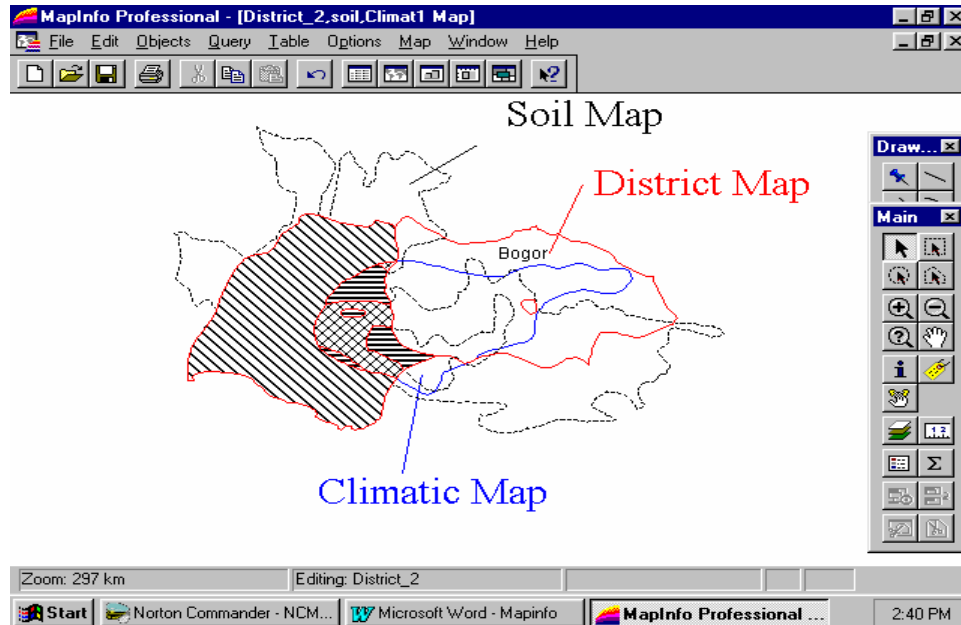 MapInfo Professional - [District_2,soil,Climat1 Map]
File Edit Objects Query Table Options Map Window Help
Soil Map
Draw...
District Map
Main
Bogor
Climatic Map
Zoom: 297 km
Editing: District_2
Start
Norton Commander - NCM...
Microsoft Word - Mapinfo
MapInfo Professional ...
2:40 PM